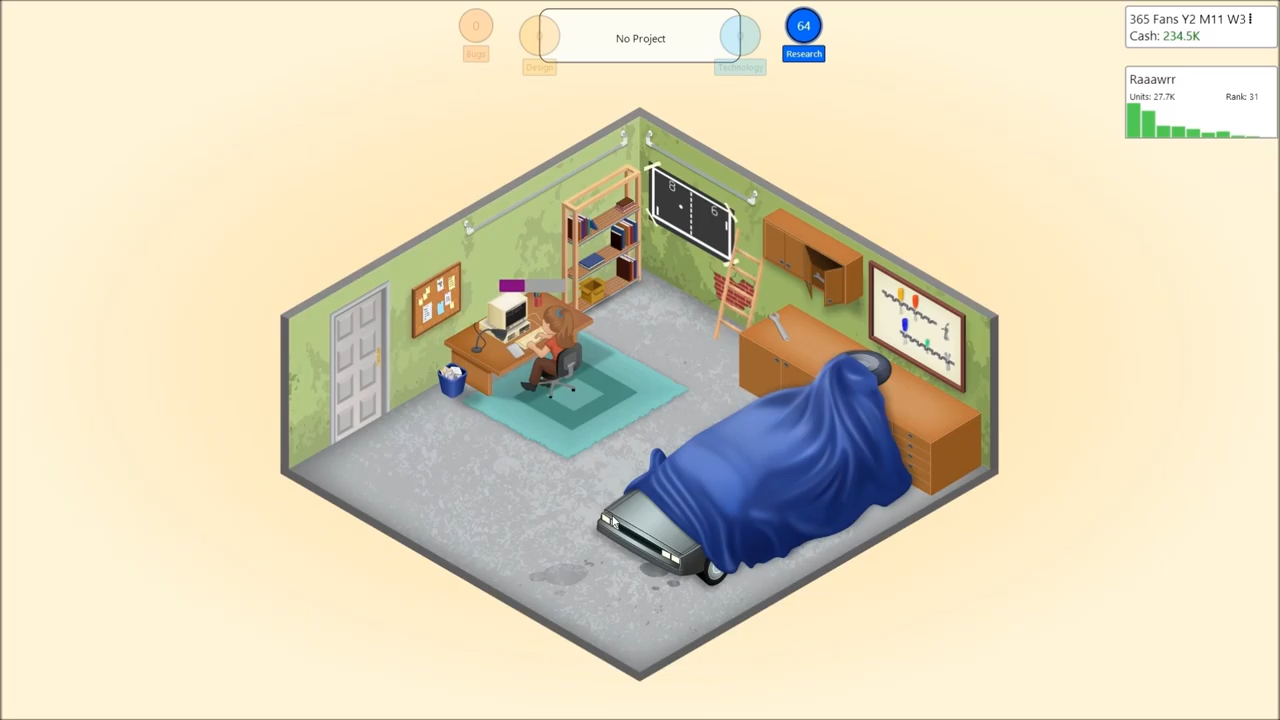 0
Bugs
Design
No Project
Technology
64
Research
365 Fans Y2 M11 W3
Cash: 234.5K
Raaawrr
Units: 27.7K Rank: 31